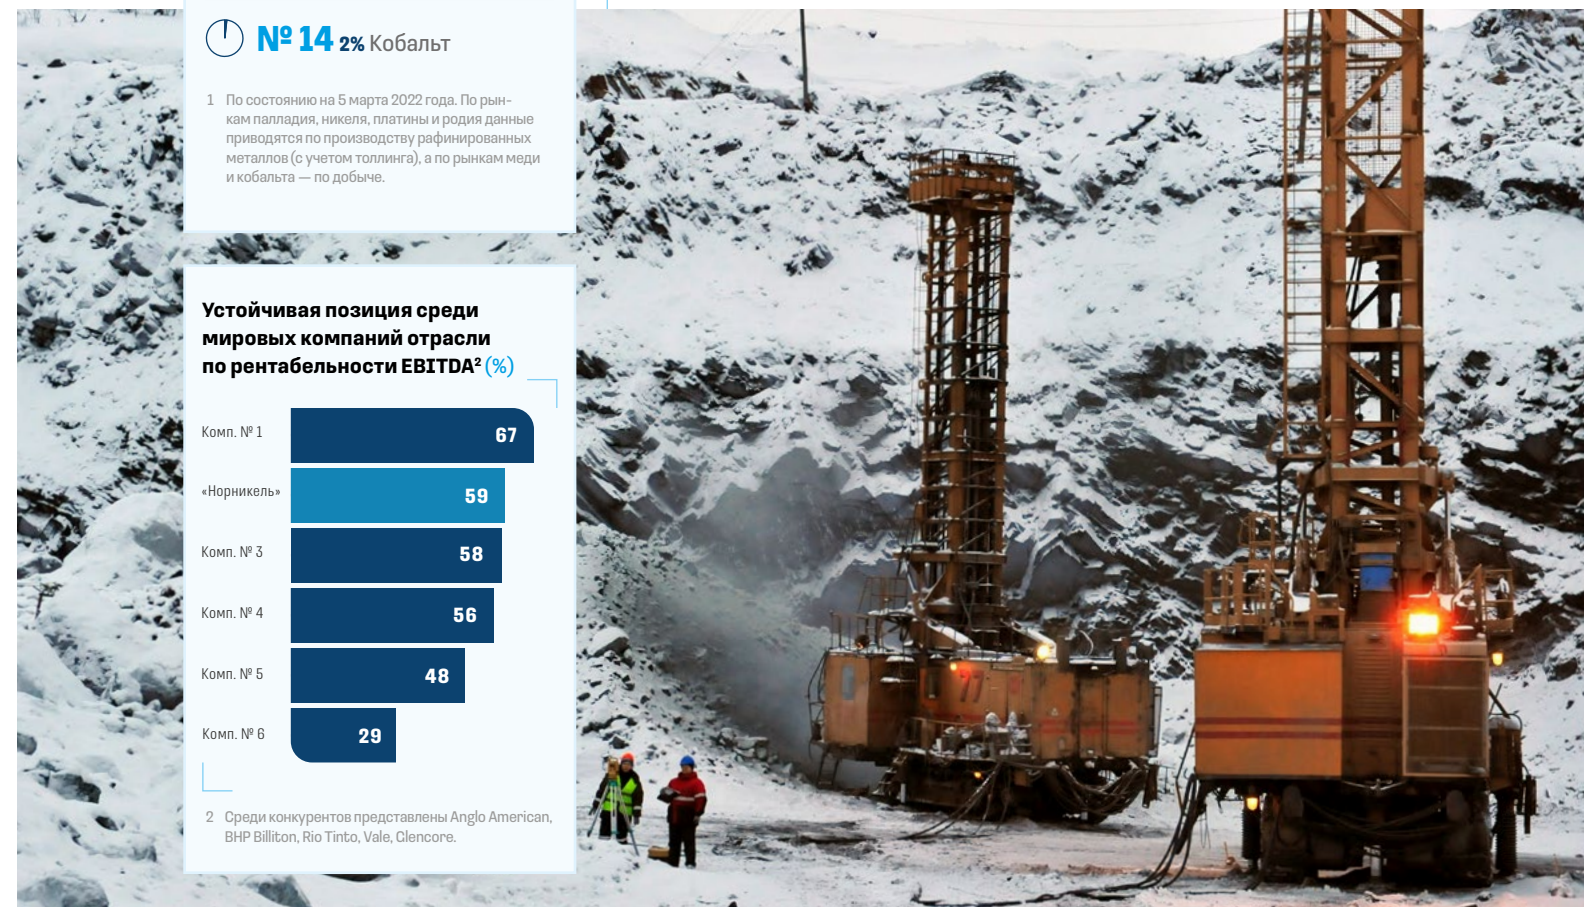 № 14 2% Кобальт
1 По состоянию на 5 марта 2022 года. По рын-
кам палладия, никеля, платины и родия данные
приводятся по производству рафинированных
металлов (с учетом толлинга), а по рынкам меди
и кобальта — по добыче.
Устойчивая позиция среди
мировых компаний отрасли
по рентабельности EBITDA² (%)
Комп. № 1 67
«Норникель» 59
Комп. № 3 58
Комп. № 4 56
Комп. № 5 48
Комп. № 6 29
2 Среди конкурентов представлены Anglo American,
BHP Billiton, Rio Tinto, Vale, Glencore.
77